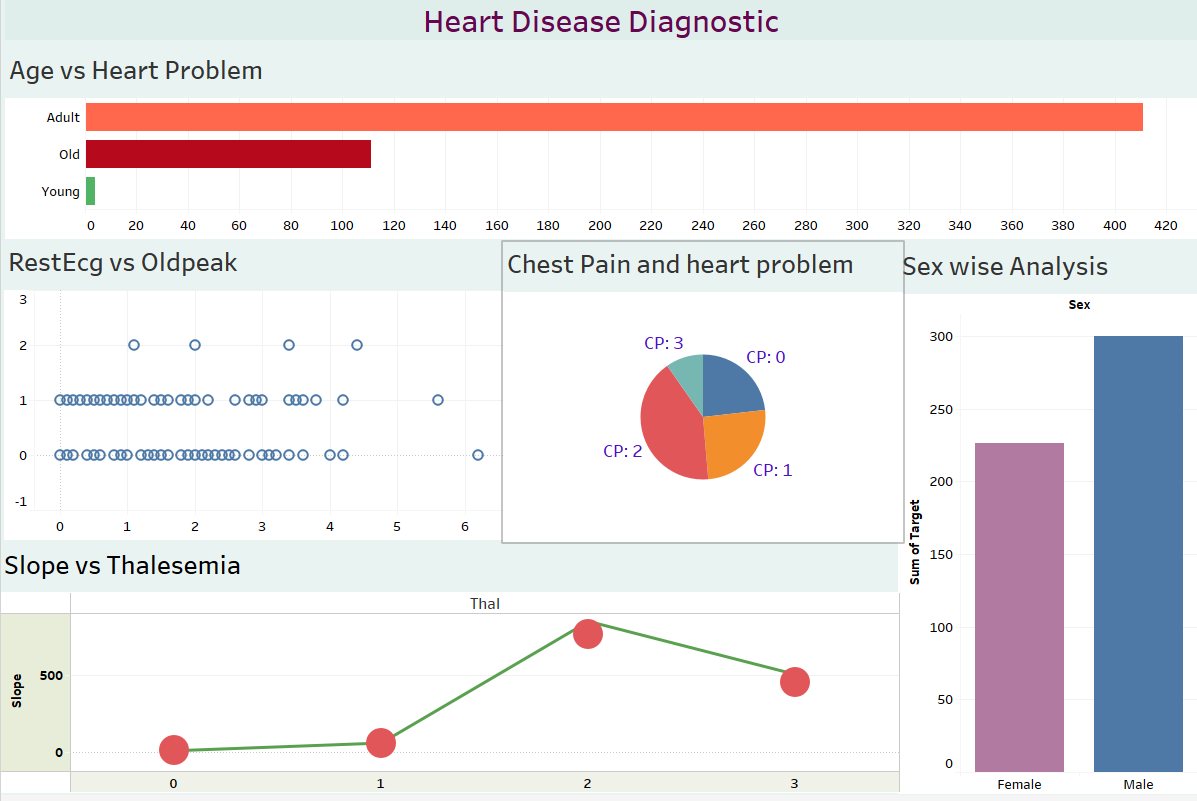 Heart Disease Diagnostic
Age vs Heart Problem
Adult
Old
Young
0 20 40 60 80 100 120 140 160 180 200 220 240 260 280 300 320 340 360 380 400 420
RestEcg vs Oldpeak
3
2
1
0
-1
0 1 2 3 4 5 6
Chest Pain and heart problem
CP: 3
CP: 0
CP: 2
CP: 1
Sex wise Analysis
Sex
Sum of Target
300
250
200
150
100
50
0
Female Male
Slope vs Thalesemia
Thal
Slope
500
0
0 1 2 3